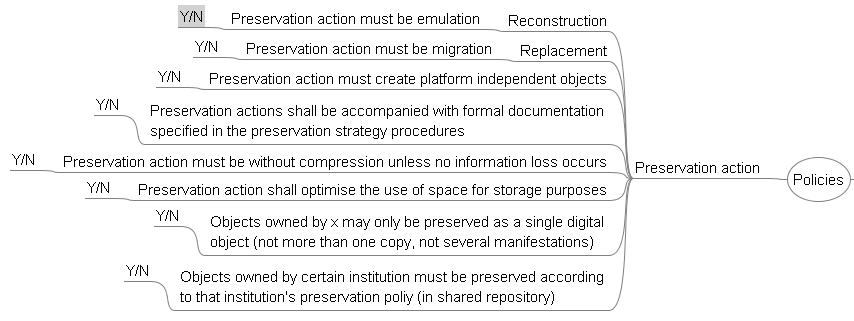 Y/N Preservation action must be emulation Reconstruction
Y/N Preservation action must be migration Replacement
Y/N Preservation action must create platform independent objects
Y/N Preservation actions shall be accompanied with formal documentation
specified in the preservation strategy procedures
Y/N Preservation action must be without compression unless no information loss occurs
Preservation action
Policies
Y/N Preservation action shall optimise the use of space for storage purposes
Y/N Objects owned by x may only be preserved as a single digital
object (not more than one copy, not several manifestations)
Y/N Objects owned by certain institution must be preserved according
to that institution's preservation poliy (in shared repository)